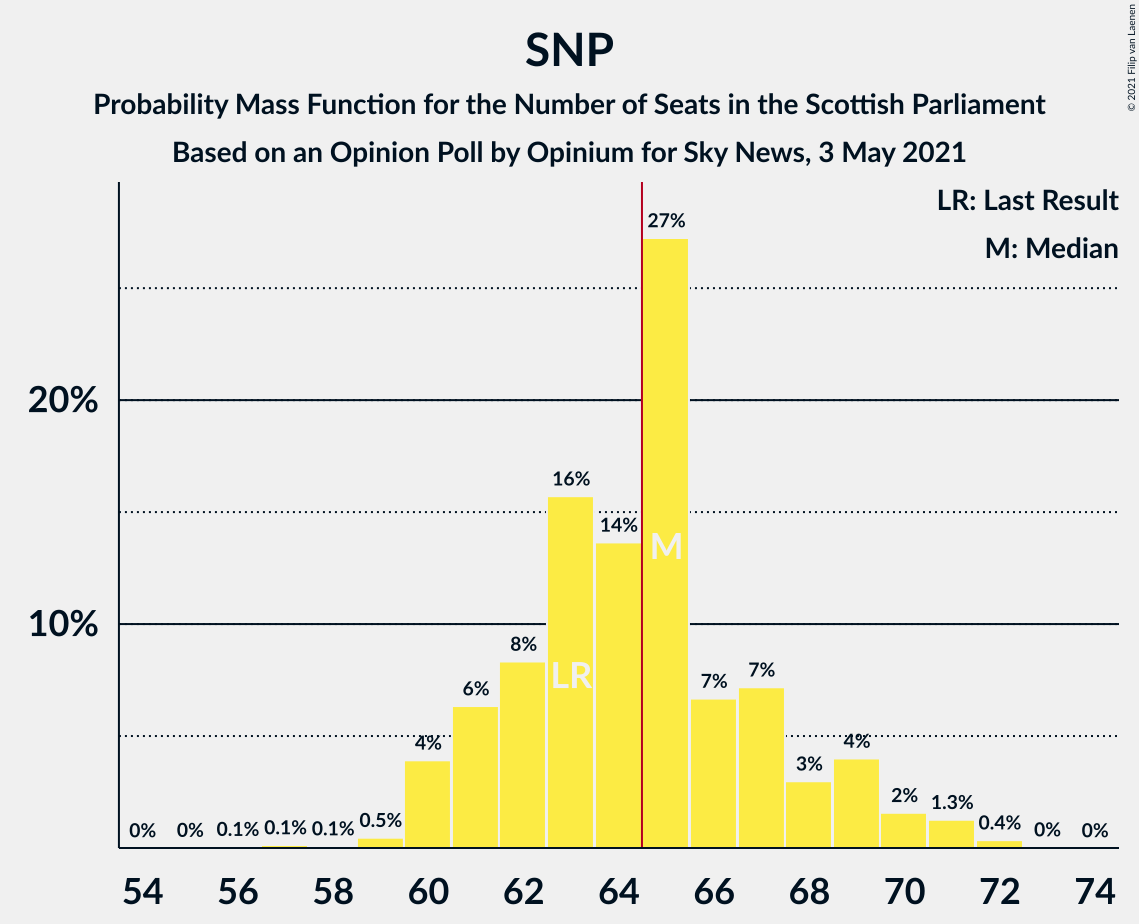 SNP
Probability Mass Function for the Number of Seats in the Scottish Parliament
Based on an Opinion Poll by Opinium for Sky News, 3 May 2021
© 2021 Filip van Laenen
LR: Last Result
M: Median
20%
10%
0% 0% 0.1% 0.1% 0.1% 0.5% 4% 6% 8% 16% 14% 27% 7% 7% 3% 4% 2% 1.3% 0.4% 0% 0%
LR
M
54 56 58 60 62 64 66 68 70 72 74